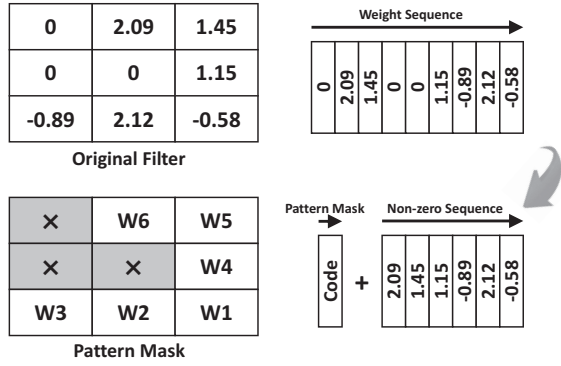 0 2.09 1.45
0 0 1.15
-0.89 2.12 -0.58
Original Filter
Weight Sequence
0 2.09 1.45 0 0 1.15 -0.89 2.12 -0.58
× W6 W5
× × W4
W3 W2 W1
Pattern Mask
Pattern Mask Non-zero Sequence
Code + 2.09 1.45 1.15 -0.89 2.12 -0.58